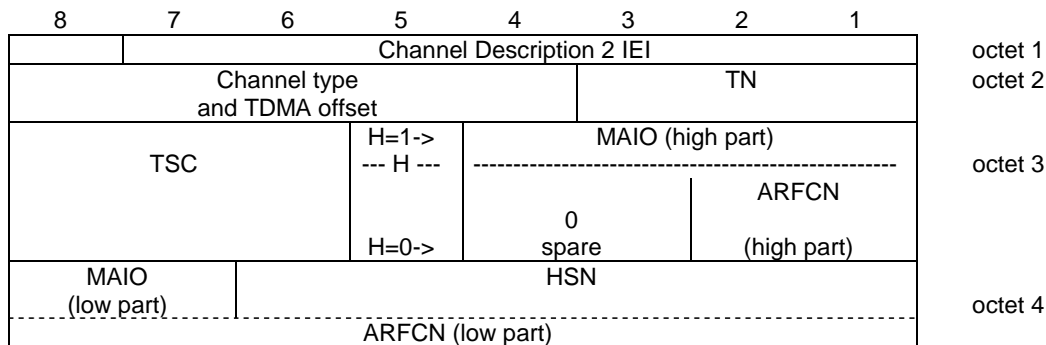 8 7 6 5 4 3 2 1
Channel Description 2 IEI octet 1
Channel type TN octet 2
and TDMA offset
H=1-> MAIO (high part)
TSC --- H --- ----------------------------------------------------- octet 3
ARFCN
0
H=0-> spare (high part)
MAIO HSN
(low part) octet 4
ARFCN (low part)